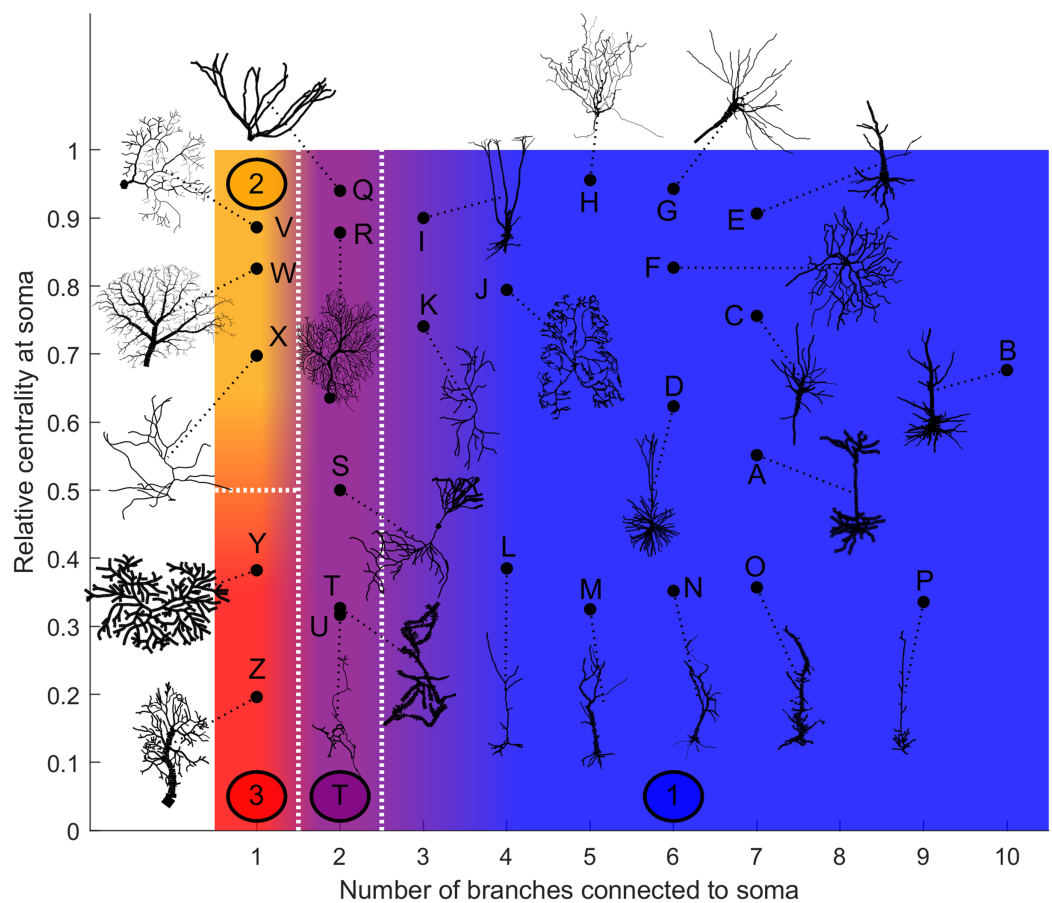 1
2
Q
H
G
E
0.9
V
R
I
W
F
0.8
J
K
C
X
0.7
B
D
0.6
S
A
0.5
Y
L
0.4
T
N
O
P
M
U
0.3
Z
0.2
0.1
3
T
1
0
1
2
3
4
5
6
7
8
9
10
Relative centrality at soma
Number of branches connected to soma